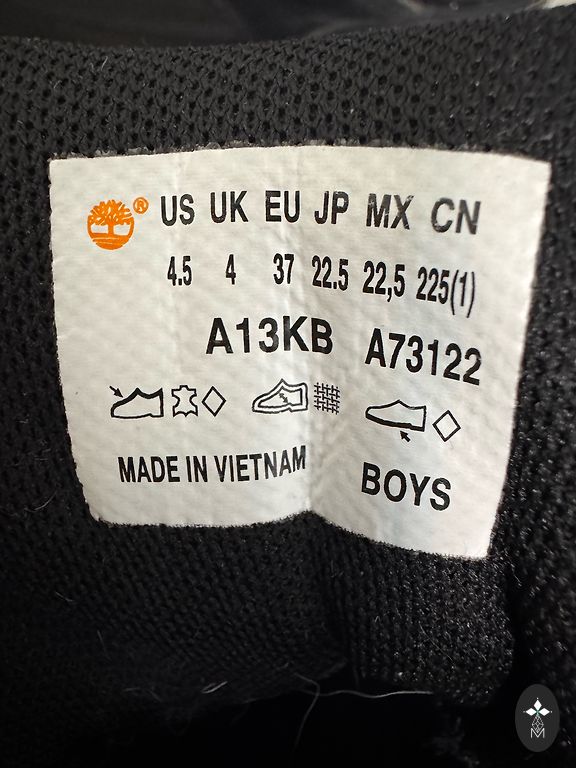 ® US UK EU JP MX CN
4.5 4 37 22.5 22,5 225(1)
A13KB A73122
MADE IN VIETNAM BOYS
M